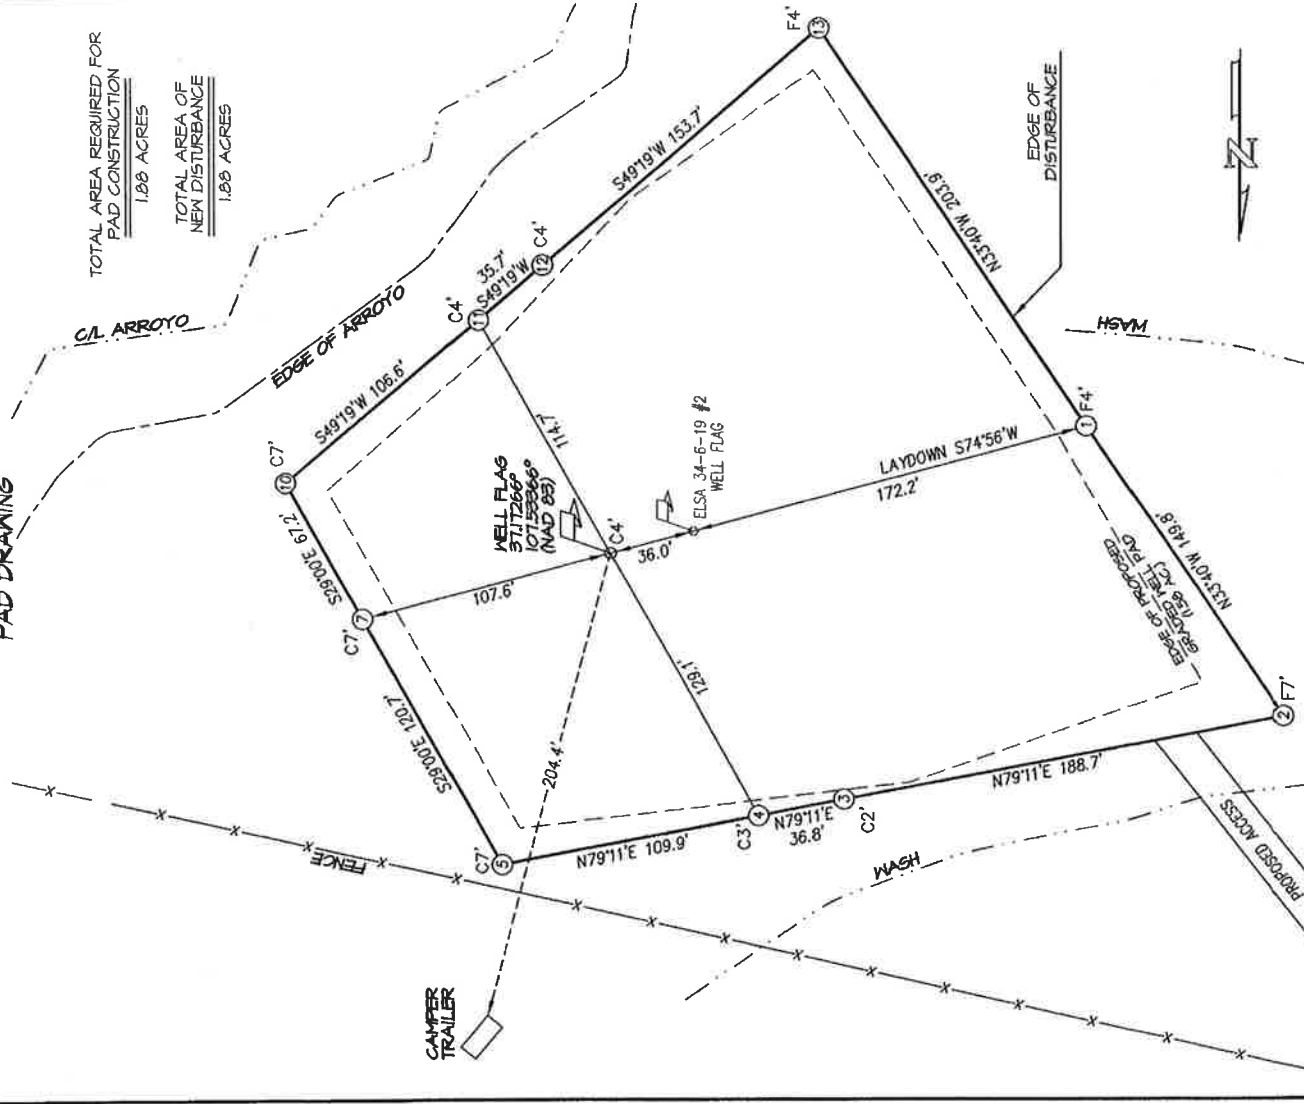 PAD DRAWING
TOTAL AREA REQUIRED FOR
PAD CONSTRUCTION
1.88 ACRES
TOTAL AREA OF
NEW DISTURBANCE
1.88 ACRES
C/L ARROYO
EDGE OF ARROYO
F4'
13
S49°19'W 153.7'
EDGE OF
DISTURBANCE
N
C4'
12
35.7'
S49°19'W
C4'
11
S49°19'W 106.6'
C7'
10
N33°40'W 203.9'
WASH
114.7'
WELL FLAG
37.17266°
107.53366°
(NAD 83)
C4'
ELSA 34-6-19 #2
WELL FLAG
36.0'
LAYDOWN S74°56'W
172.2'
1
F4'
S29°00'E 67.2'
7
C7'
107.6'
129.1'
S29°00'E 120.7'
204.4'
EDGE OF PROPOSED
GRADED WELL PAD
(1.56 AC.)
N33°40'W 149.8'
2
F7'
FENCE
C7'
5
N79°11'E 109.9'
C3'
4
N79°11'E
36.8'
3
C2'
N79°11'E 188.7'
WASH
PROPOSED ACCESS
CAMPER
TRAILER